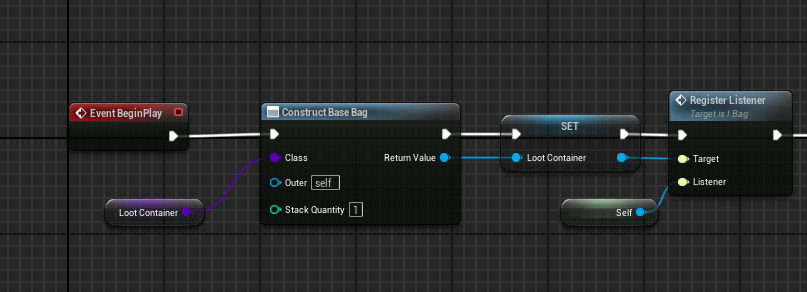 Event BeginPlay
Construct Base Bag
Class
Return Value
Outer
self
Stack Quantity
1
Loot Container
SET
Loot Container
Register Listener
Target is I Bag
Target
Listener
Self